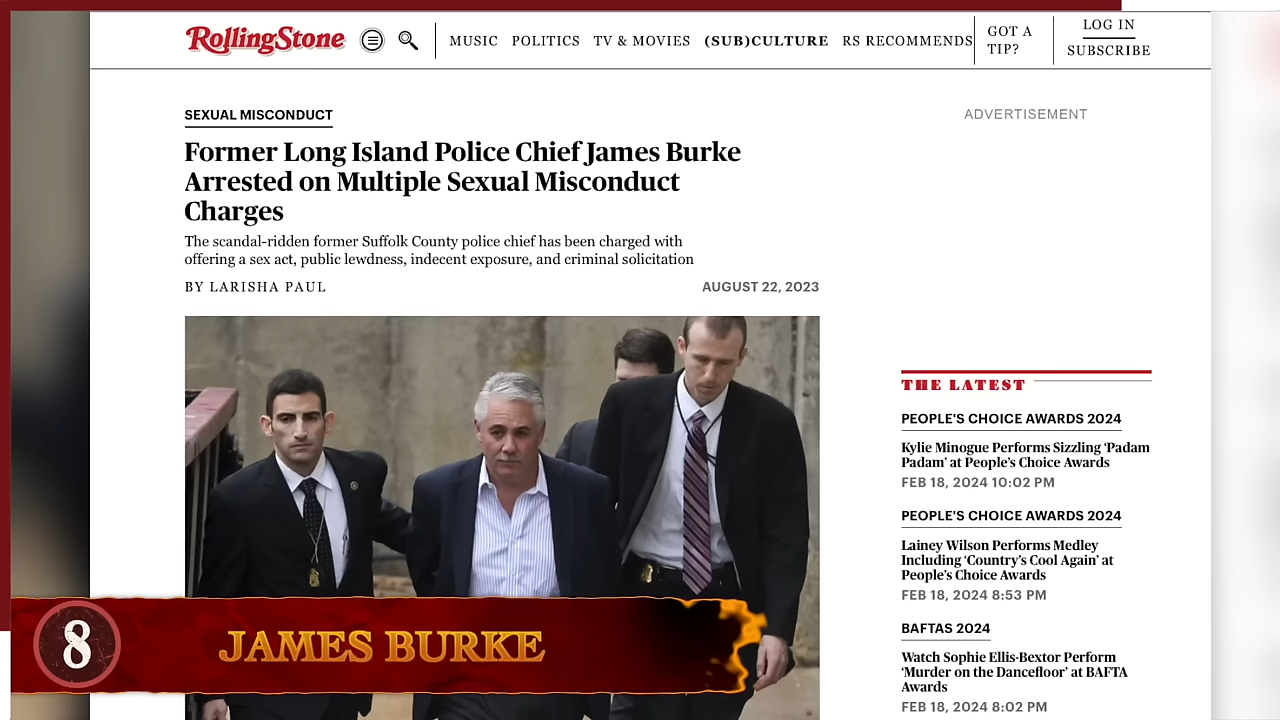 RollingStone
MUSIC POLITICS TV & MOVIES (SUB)CULTURE RS RECOMMENDS
GOT A
TIP?
LOG IN
SUBSCRIBE
SEXUAL MISCONDUCT
ADVERTISEMENT
Former Long Island Police Chief James Burke
Arrested on Multiple Sexual Misconduct
Charges
The scandal-ridden former Suffolk County police chief has been charged with
offering a sex act, public lewdness, indecent exposure, and criminal solicitation
BY LARISHA PAUL
AUGUST 22, 2023
THE LATEST
PEOPLE'S CHOICE AWARDS 2024
Kylie Minogue Performs Sizzling ‘Padam
Padam’ at People’s Choice Awards
FEB 18, 2024 10:02 PM
PEOPLE'S CHOICE AWARDS 2024
Lainey Wilson Performs Medley
Including ‘Country’s Cool Again’ at
People’s Choice Awards
FEB 18, 2024 8:53 PM
BAFTAS 2024
Watch Sophie Ellis-Bextor Perform
‘Murder on the Dancefloor’ at BAFTA
Awards
FEB 18, 2024 8:02 PM
8
JAMES BURKE